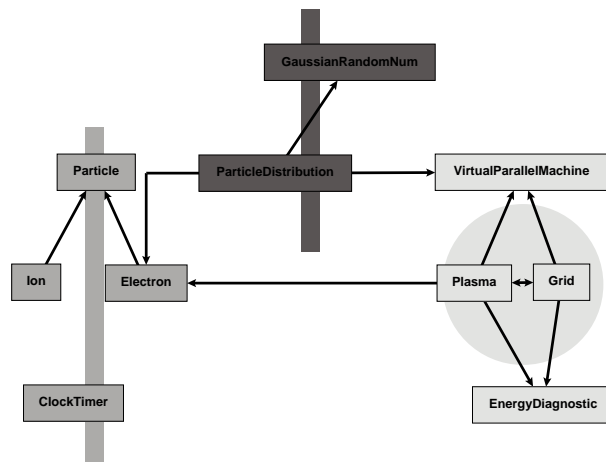 GaussianRandomNum
Particle
ParticleDistribution
VirtualParallelMachine
Ion
Electron
Plasma
Grid
ClockTimer
EnergyDiagnostic